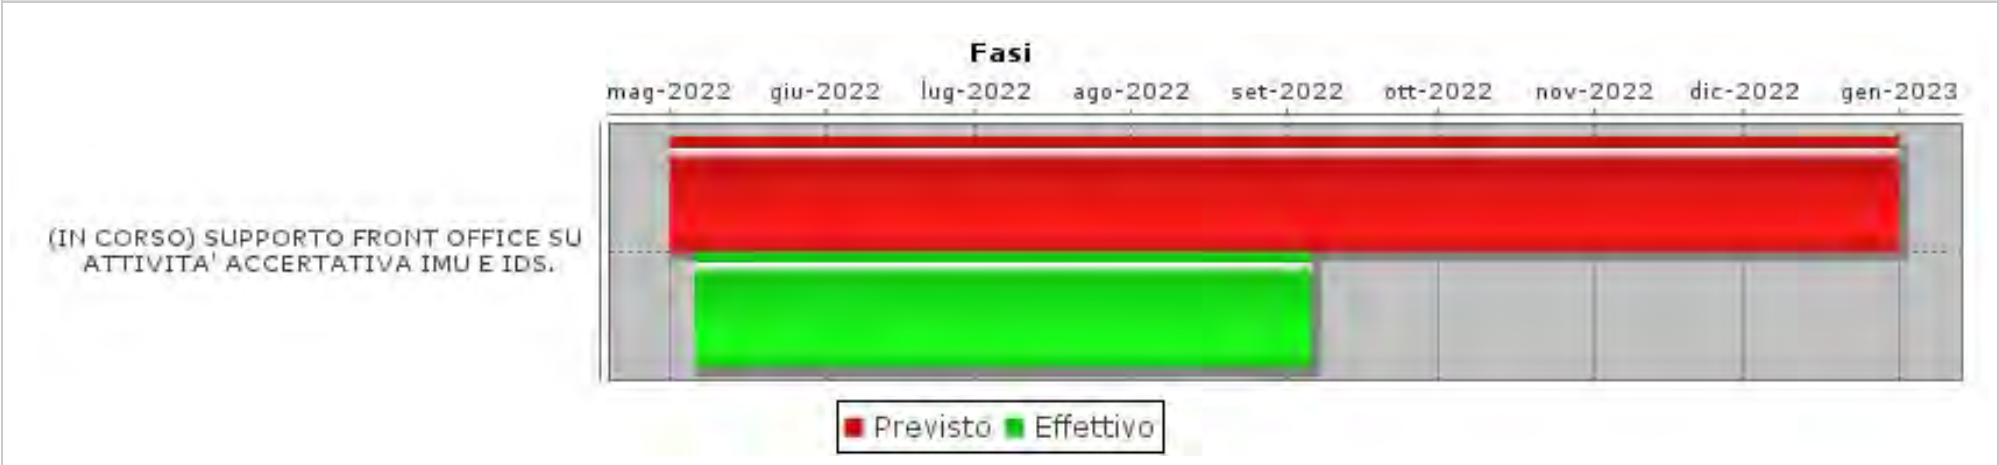 Fasi
mag-2022 giu-2022 lug-2022 ago-2022 set-2022 ott-2022 nov-2022 dic-2022 gen-2023
(IN CORSO) SUPPORTO FRONT OFFICE SU
ATTIVITA' ACCERTATIVA IMU E IDS.
Previsto Effettivo